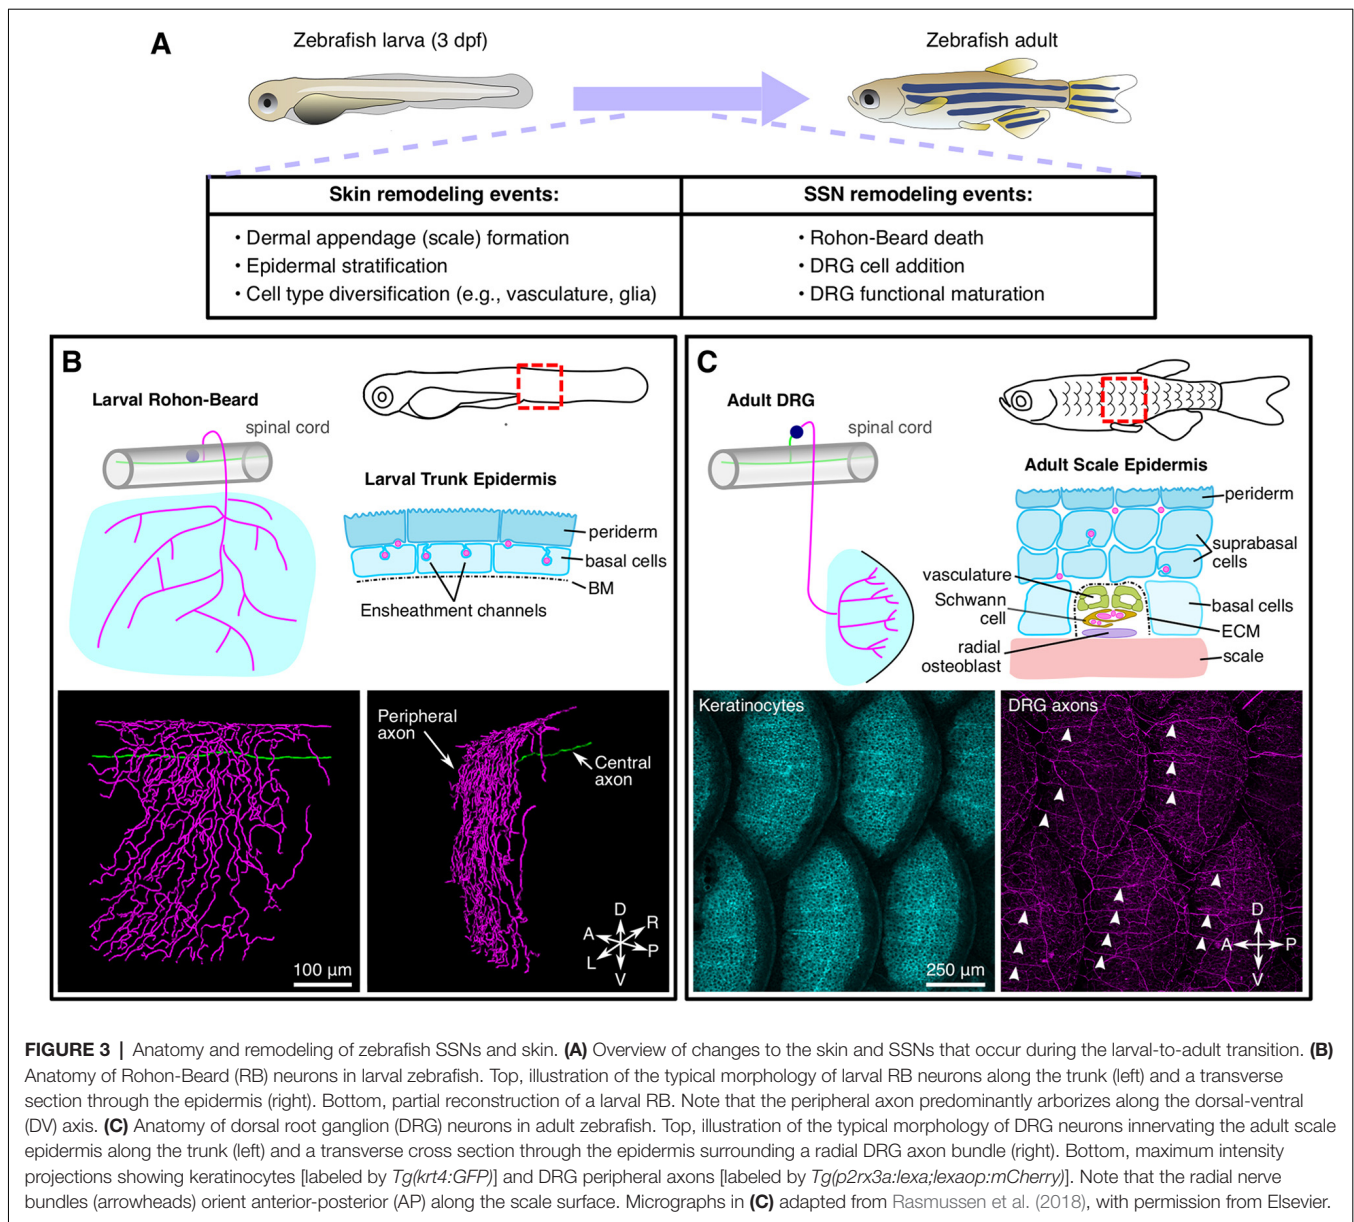 A
Zebrafish larva (3 dpf)
Zebrafish adult
Skin remodeling events:
SSN remodeling events:
• Dermal appendage (scale) formation
• Epidermal stratification
• Cell type diversification (e.g., vasculature, glia)
• Rohon-Beard death
• DRG cell addition
• DRG functional maturation
B
Larval Rohon-Beard
spinal cord
Larval Trunk Epidermis
periderm
basal cells
BM
Ensheathment channels
Peripheral
axon
Central
axon
100 µm
D
R
A
P
L
V
C
Adult DRG
spinal cord
Adult Scale Epidermis
periderm
suprabasal
cells
vasculature
Schwann
cell
basal cells
ECM
radial
osteoblast
scale
Keratinocytes
250 µm
DRG axons
D
A
P
V
FIGURE 3 | Anatomy and remodeling of zebrafish SSNs and skin. (A) Overview of changes to the skin and SSNs that occur during the larval-to-adult transition. (B)
Anatomy of Rohon-Beard (RB) neurons in larval zebrafish. Top, illustration of the typical morphology of larval RB neurons along the trunk (left) and a transverse
section through the epidermis (right). Bottom, partial reconstruction of a larval RB. Note that the peripheral axon predominantly arborizes along the dorsal-ventral
(DV) axis. (C) Anatomy of dorsal root ganglion (DRG) neurons in adult zebrafish. Top, illustration of the typical morphology of DRG neurons innervating the adult scale
epidermis along the trunk (left) and a transverse cross section through the epidermis surrounding a radial DRG axon bundle (right). Bottom, maximum intensity
projections showing keratinocytes [labeled by Tg(krt4:GFP)] and DRG peripheral axons [labeled by Tg(p2rx3a:lexa;lexaop:mCherry)]. Note that the radial nerve
bundles (arrowheads) orient anterior-posterior (AP) along the scale surface. Micrographs in (C) adapted from Rasmussen et al. (2018), with permission from Elsevier.